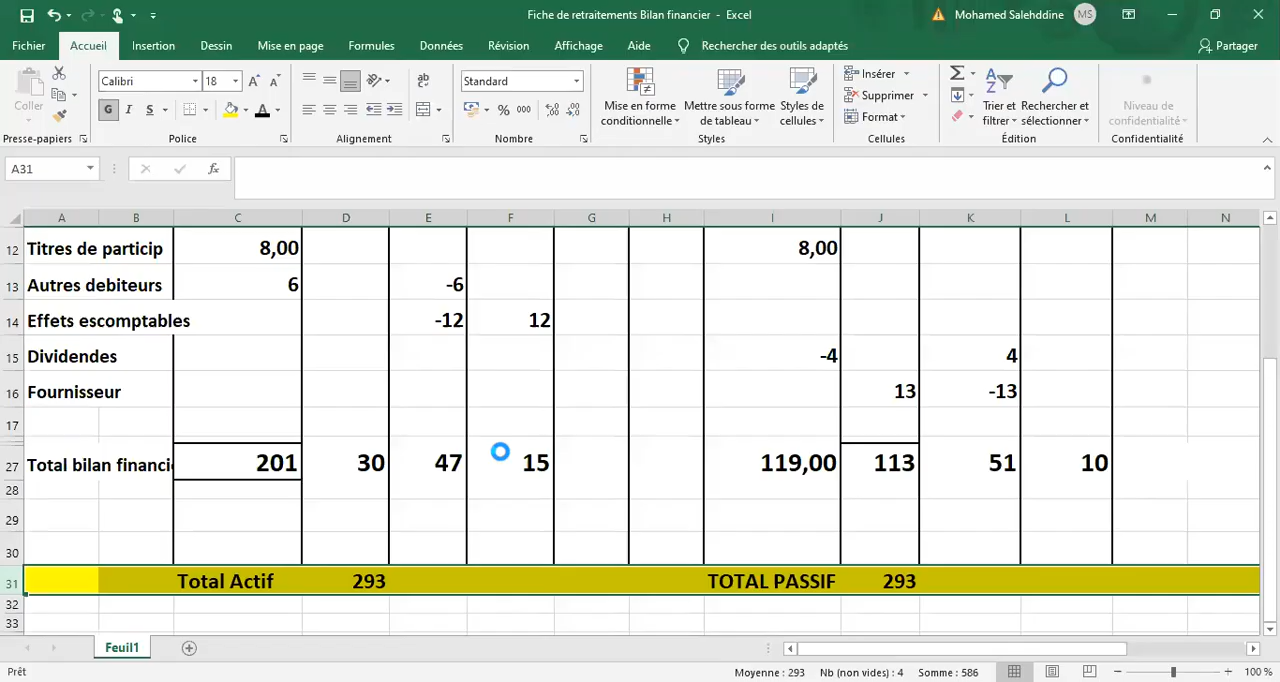 Fiche de retraitements Bilan financier - Excel
Mohamed Salehddine MS
Fichier Accueil Insertion Dessin Mise en page Formules Données Révision Affichage Aide Rechercher des outils adaptés Partager
Coller
Presse-papiers
Calibri 18
G I S
Police
Alignement
Standard
% 000
Nombre
Mise en forme conditionnelle
Mettre sous forme de tableau
Styles de cellules
Styles
Insérer
Supprimer
Format
Cellules
Trier et filtrer
Rechercher et sélectionner
Édition
Niveau de confidentialité
Confidentialité
A31 fx
A B C D E F G H I J K L M N
12 Titres de particip 8,00 8,00
13 Autres debiteurs 6 -6
14 Effets escomptables -12 12
15 Dividendes -4 4
16 Fournisseur 13 -13
17
27 Total bilan financi 201 30 47 15 119,00 113 51 10
28
29
30
31 Total Actif 293 TOTAL PASSIF 293
32
33
Feuil1
Prêt Moyenne : 293 Nb (non vides) : 4 Somme : 586 100 %